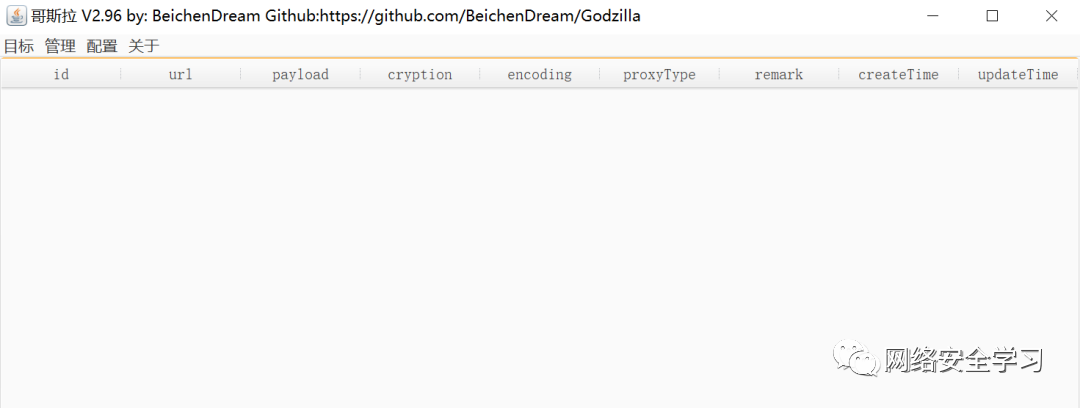 哥斯拉 V2.96 by: BeichenDream Github:https://github.com/BeichenDream/Godzilla
目标 管理 配置 关于
id url payload cryption encoding proxyType remark createTime updateTime
网络安全学习